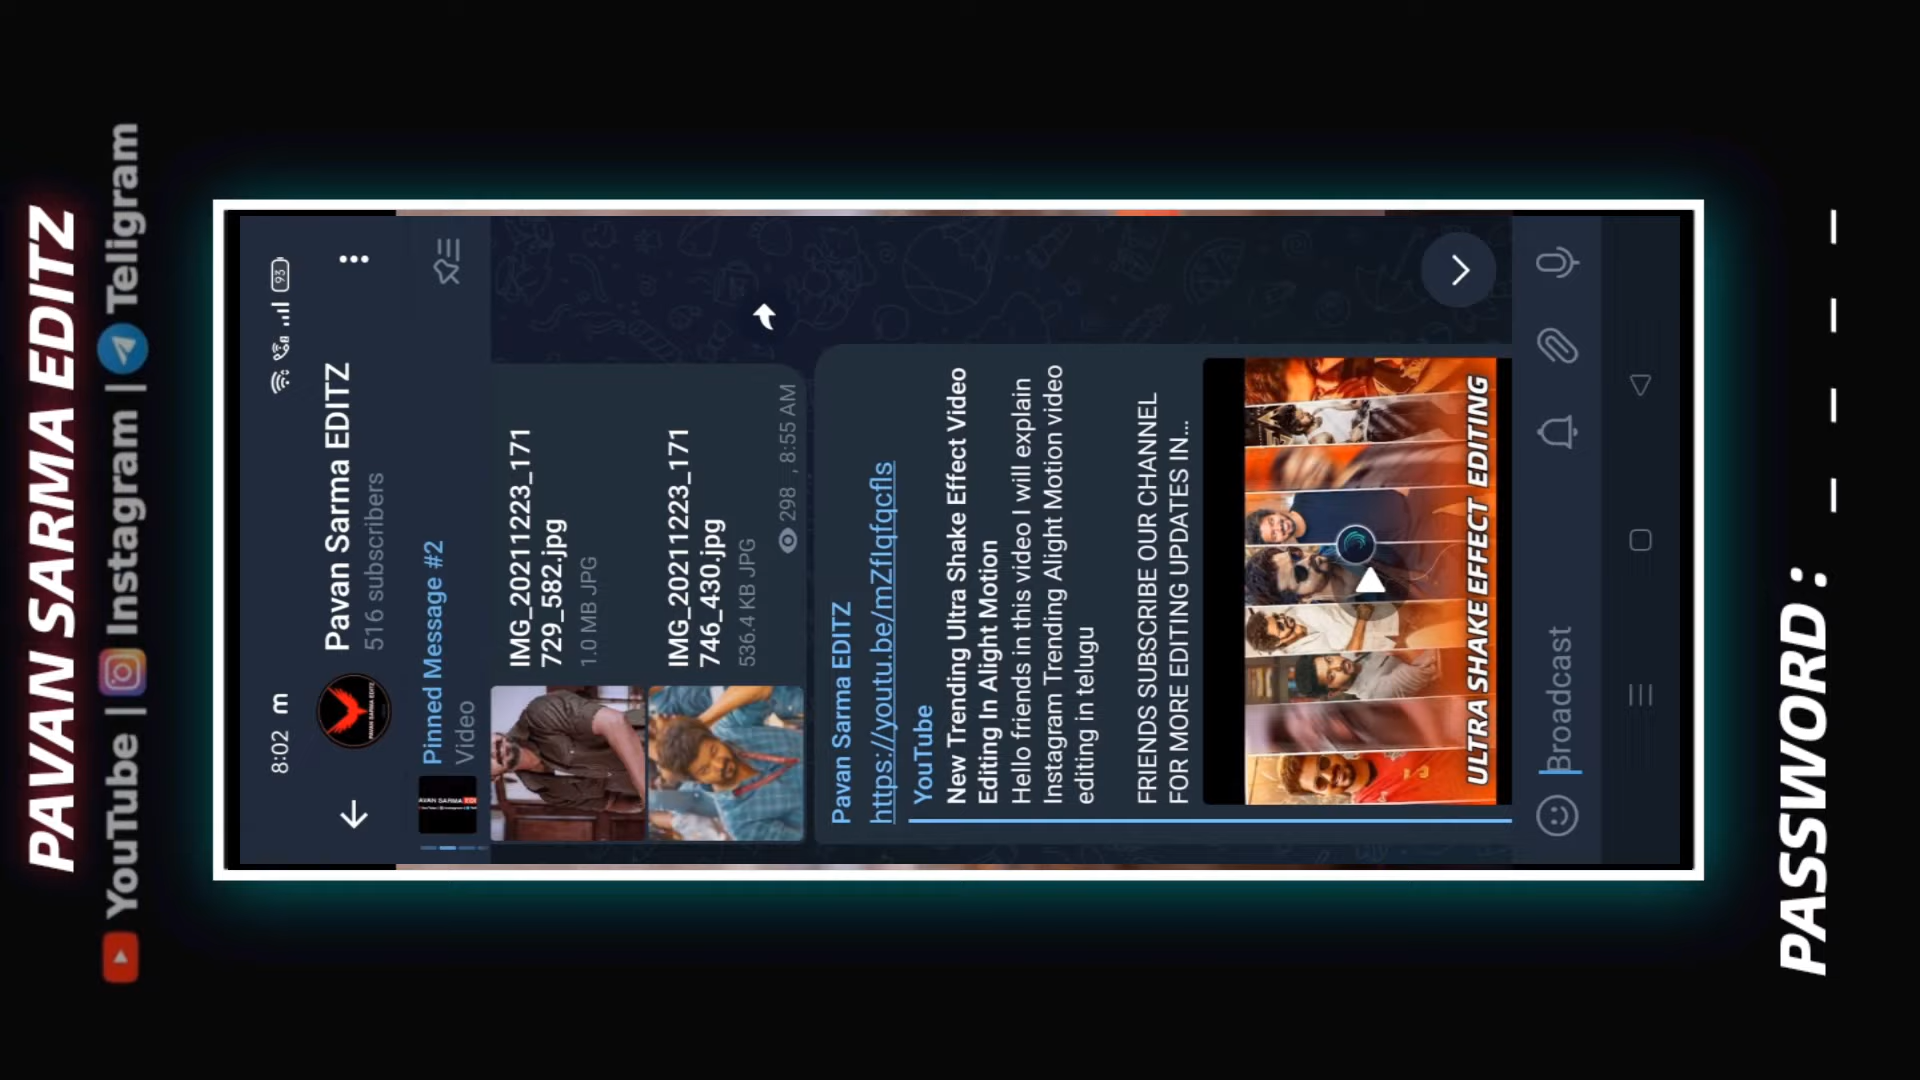 PAVAN SARMA EDITZ
YouTube | Instagram | Teligram
8:02 m
93
Pavan Sarma EDITZ
516 subscribers
Pinned Message #2
Video
IMG_20211223_171
729_582.jpg
1.0 MB JPG
IMG_20211223_171
746_430.jpg
536.4 KB JPG
298 , 8:55 AM
Pavan Sarma EDITZ
https://youtu.be/mZflqfqcfls
YouTube
New Trending Ultra Shake Effect Video
Editing In Alight Motion
Hello friends in this video I will explain
Instagram Trending Alight Motion video
editing in telugu
FRIENDS SUBSCRIBE OUR CHANNEL
FOR MORE EDITING UPDATES IN...
ULTRA SHAKE EFFECT EDITING
Broadcast
PASSWORD : _ _ _ _